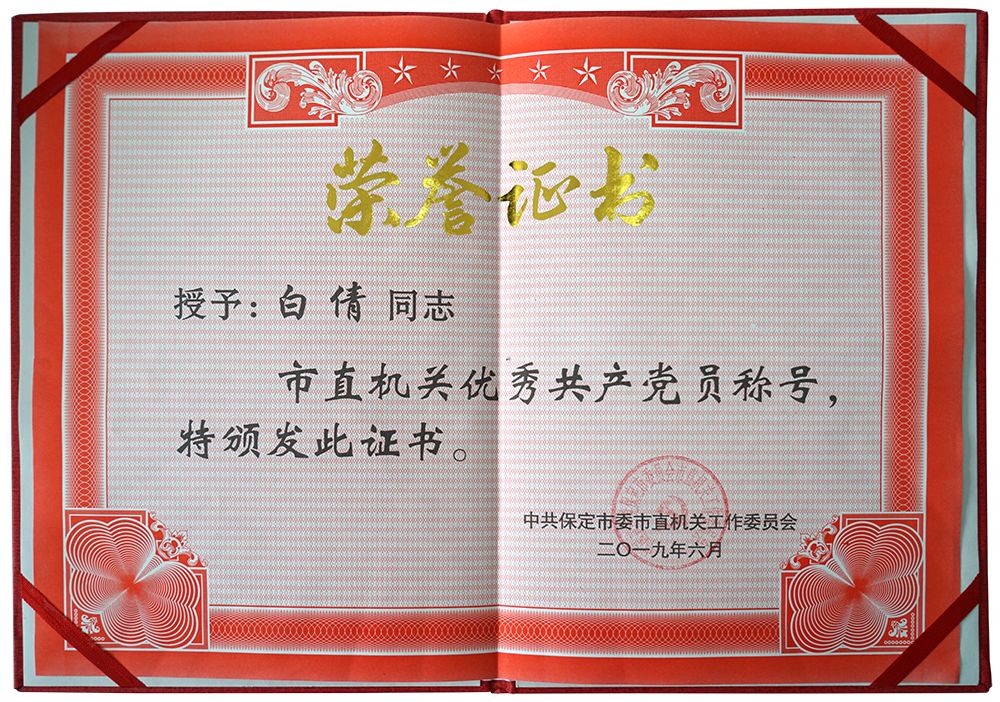 荣誉证书
授予：白倩 同志
市直机关优秀共产党员称号，
特颁发此证书。
中共保定市委市直机关工作委员会
二〇一九年六月